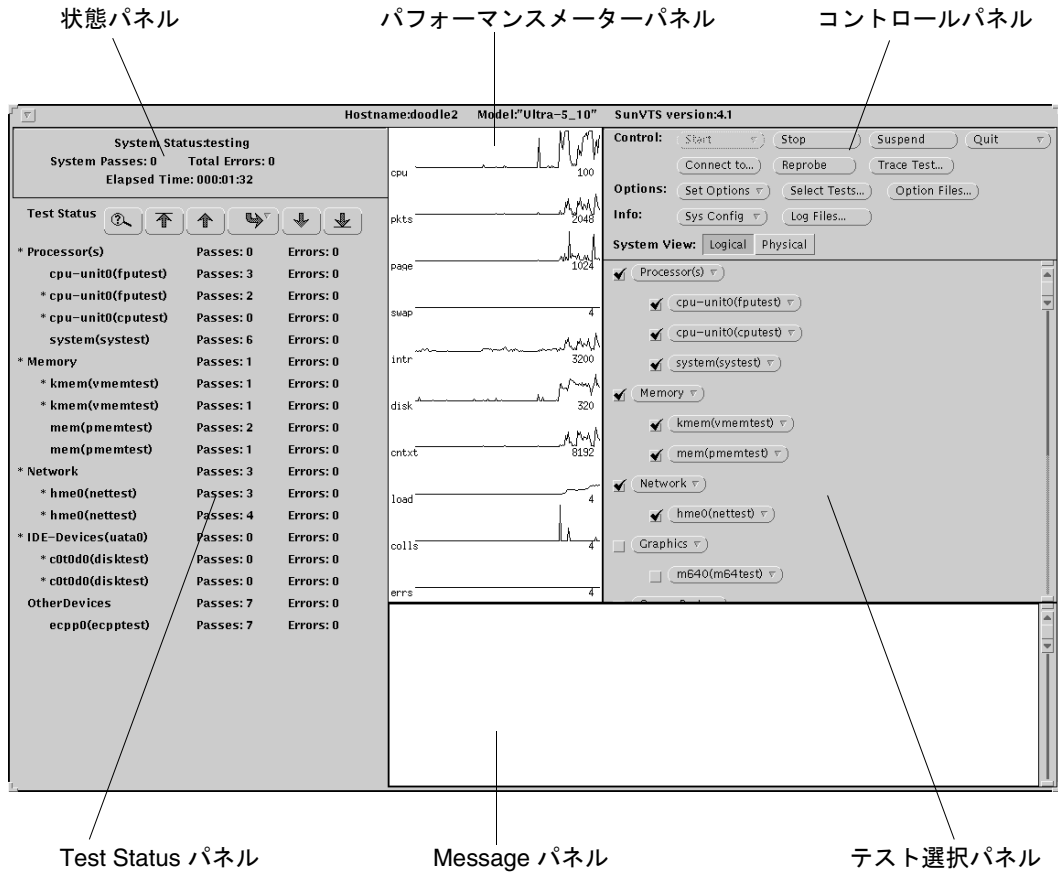 状態パネル
パフォーマンスメーターパネル
コントロールパネル
Hostname:doodle2 Model:"Ultra-5_10" SunVTS version:4.1
System Status:testing
System Passes: 0 Total Errors: 0
Elapsed Time: 000:01:32
Test Status
* Processor(s) Passes: 0 Errors: 0
cpu-unit0(fputest) Passes: 3 Errors: 0
* cpu-unit0(fputest) Passes: 2 Errors: 0
* cpu-unit0(cputest) Passes: 0 Errors: 0
system(systest) Passes: 6 Errors: 0
* Memory Passes: 1 Errors: 0
* kmem(vmemtest) Passes: 1 Errors: 0
* kmem(vmemtest) Passes: 1 Errors: 0
mem(pmemtest) Passes: 2 Errors: 0
mem(pmemtest) Passes: 1 Errors: 0
* Network Passes: 3 Errors: 0
* hme0(nettest) Passes: 3 Errors: 0
* hme0(nettest) Passes: 4 Errors: 0
* IDE-Devices(uata0) Passes: 0 Errors: 0
* c0t0d0(disktest) Passes: 0 Errors: 0
* c0t0d0(disktest) Passes: 0 Errors: 0
OtherDevices Passes: 7 Errors: 0
ecpp0(ecpptest) Passes: 7 Errors: 0
cpu 100
pkts 2048
page 1024
swap 4
intr 3200
disk 320
cntxt 8192
load 4
colls 4
errs 4
Control: Start Stop Suspend Quit
Connect to... Reprobe Trace Test...
Options: Set Options Select Tests... Option Files...
Info: Sys Config Log Files...
System View: Logical Physical
Processor(s)
cpu-unit0(fputest)
cpu-unit0(cputest)
system(systest)
Memory
kmem(vmemtest)
mem(pmemtest)
Network
hme0(nettest)
Graphics
m640(m64test)
Test Status パネル
Message パネル
テスト選択パネル